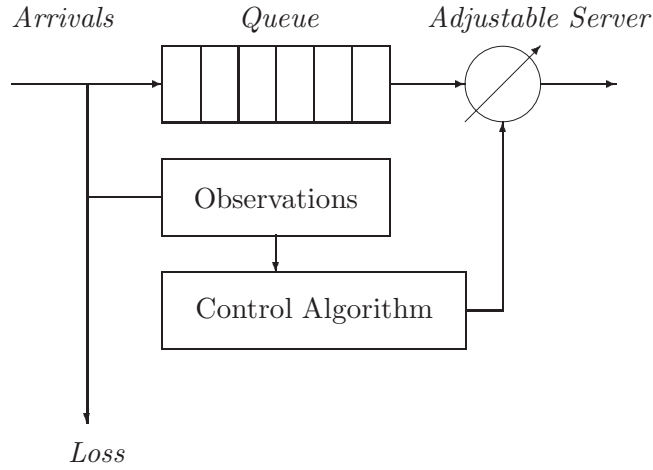 Arrivals
Queue
Adjustable Server
Observations
Control Algorithm
Loss